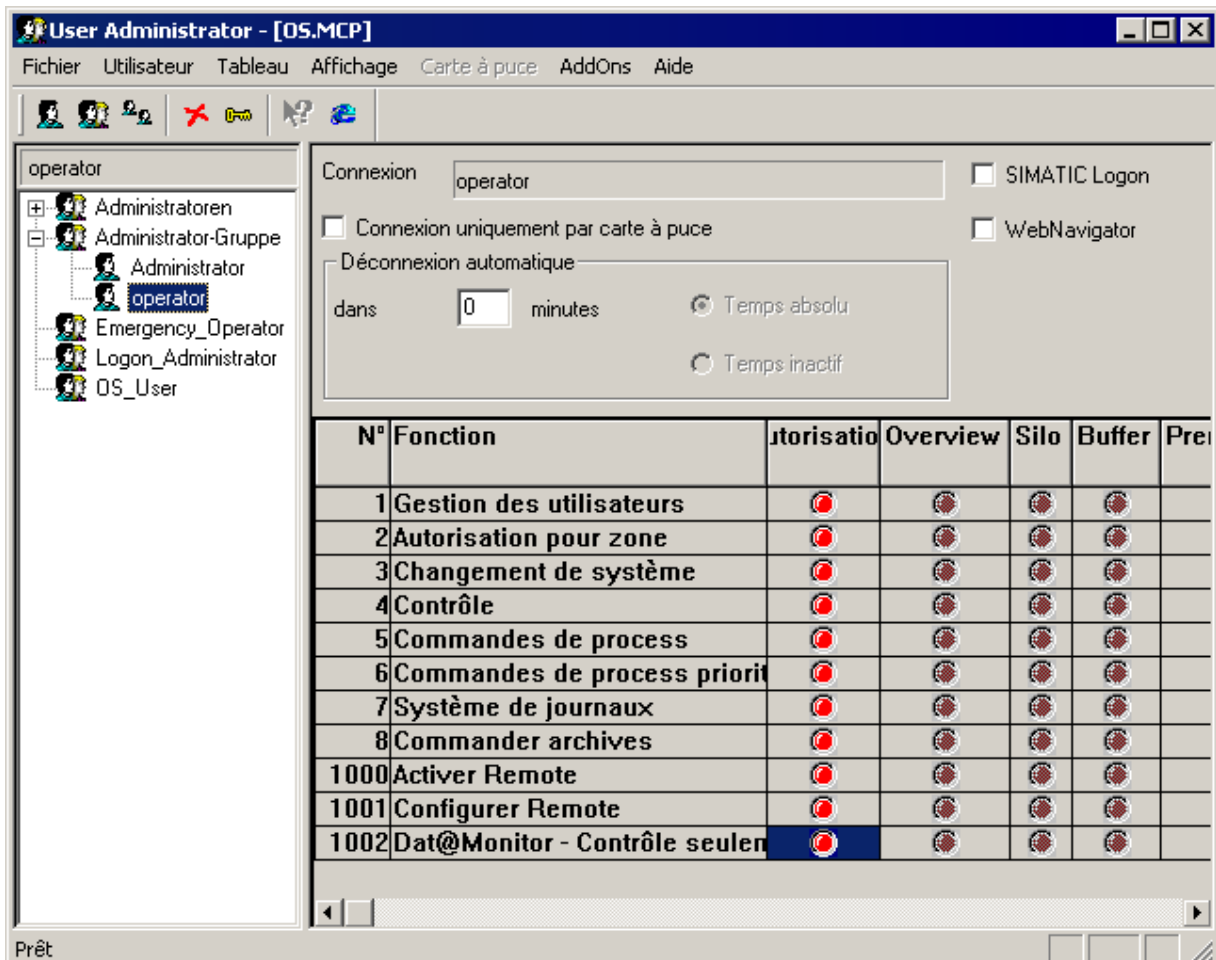 User Administrator - [OS.MCP]
Fichier Utilisateur Tableau Affichage Carte à puce AddOns Aide
operator
Administratoren
Administrator-Gruppe
Administrator
operator
Emergency_Operator
Logon_Administrator
OS_User
Connexion operator SIMATIC Logon
Connexion uniquement par carte à puce WebNavigator
Déconnexion automatique
dans 0 minutes Temps absolu
Temps inactif
N° Fonction utorisatio Overview Silo Buffer Prer
1 Gestion des utilisateurs
2 Autorisation pour zone
3 Changement de système
4 Contrôle
5 Commandes de process
6 Commandes de process priorit
7 Système de journaux
8 Commander archives
1000 Activer Remote
1001 Configurer Remote
1002 Dat@Monitor - Contrôle seulen
Prêt